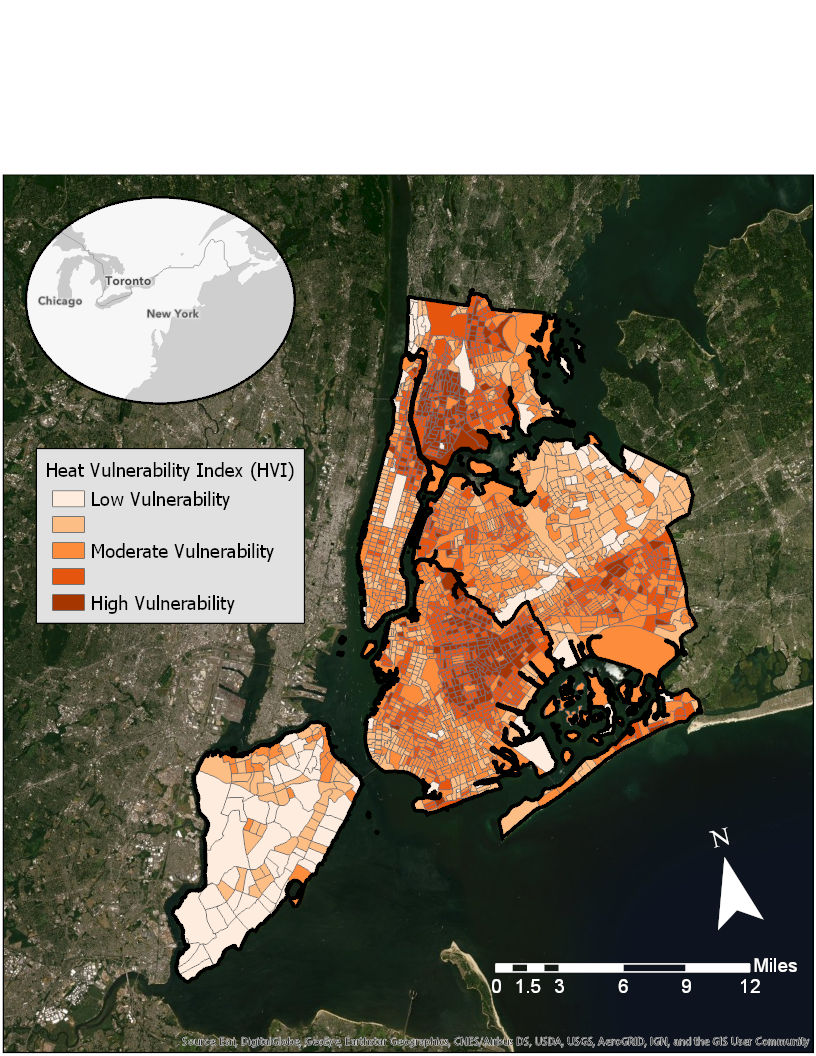 Toronto
Chicago
New York
Heat Vulnerability Index (HVI)
Low Vulnerability
Moderate Vulnerability
High Vulnerability
N
Miles
0 1.5 3 6 9 12
Source: Esri, DigitalGlobe, GeoEye, Earthstar Geographics, CNES/Airbus DS, USDA, USGS, AeroGRID, IGN, and the GIS User Community